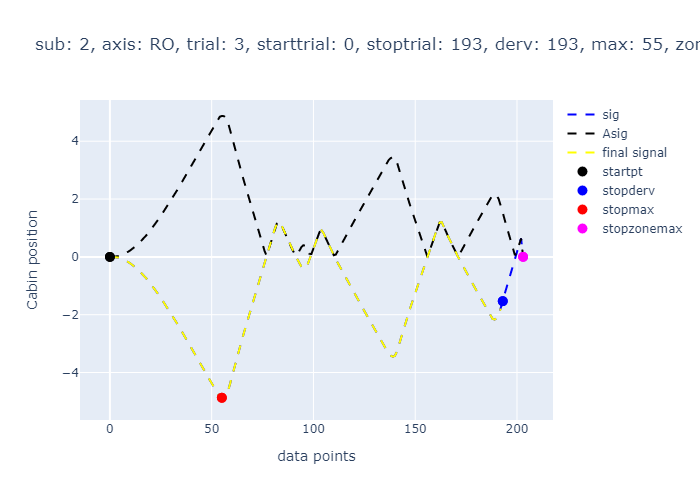 sub: 2, axis: RO, trial: 3, starttrial: 0, stoptrial: 193, derv: 193, max: 55, zor
sig
Asig
final signal
startpt
stopderv
stopmax
stopzonemax
4
2
0
−2
−4
Cabin position
0
50
100
150
200
data points